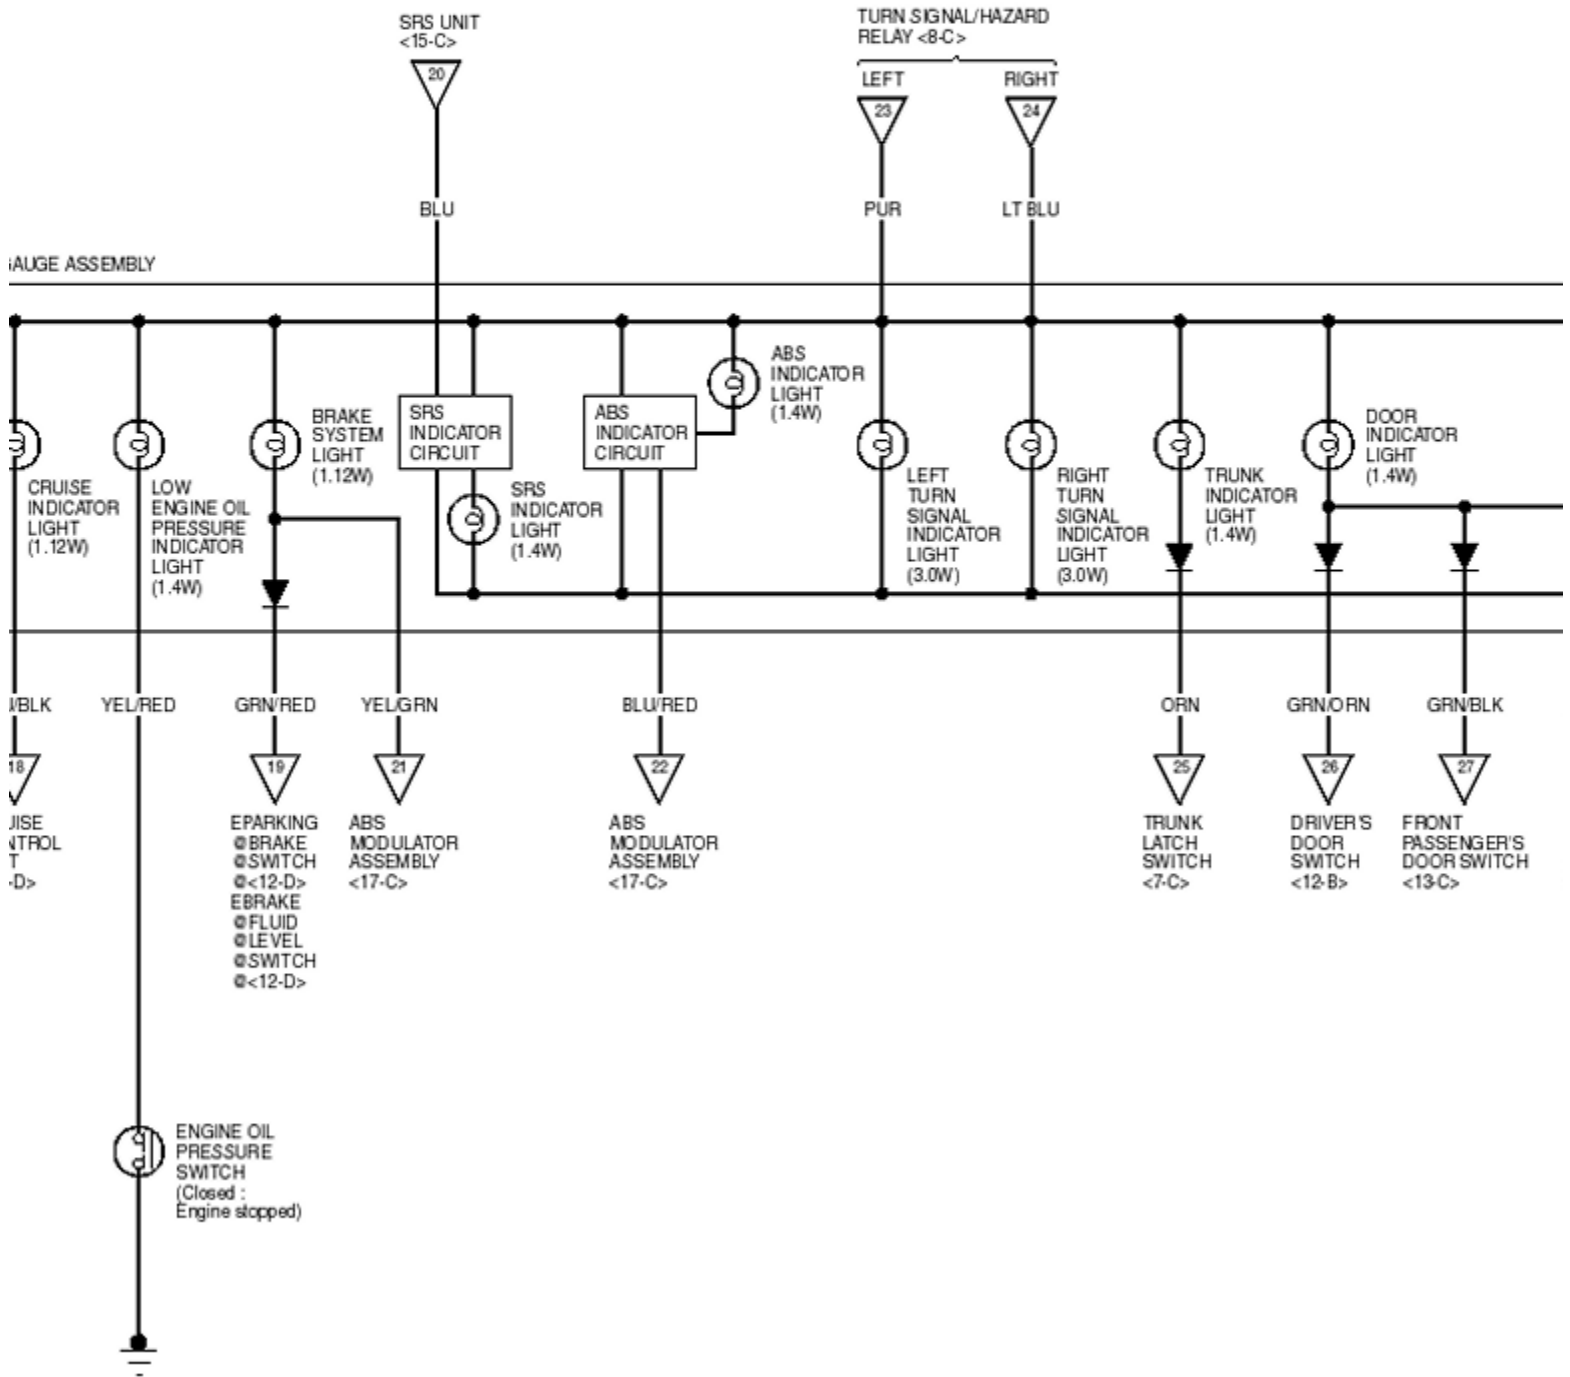 SRS UNIT
<15-C>
20
TURN SIGNAL/HAZARD
RELAY <8-C>
LEFT
RIGHT
23
24
BLU
PUR
LT BLU
AUGE ASSEMBLY
CRUISE
INDICATOR
LIGHT
(1.12W)
LOW
ENGINE OIL
PRESSURE
INDICATOR
LIGHT
(1.4W)
BRAKE
SYSTEM
LIGHT
(1.12W)
SRS
INDICATOR
CIRCUIT
SRS
INDICATOR
LIGHT
(1.4W)
ABS
INDICATOR
CIRCUIT
ABS
INDICATOR
LIGHT
(1.4W)
LEFT
TURN
SIGNAL
INDICATOR
LIGHT
(3.0W)
RIGHT
TURN
SIGNAL
INDICATOR
LIGHT
(3.0W)
TRUNK
INDICATOR
LIGHT
(1.4W)
DOOR
INDICATOR
LIGHT
(1.4W)
/BLK
YEL/RED
GRN/RED
YEL/GRN
BLU/RED
ORN
GRN/ORN
GRN/BLK
18
19
21
22
25
26
27
UISE
NTROL
T
-D>
EPARKING
@BRAKE
@SWITCH
@<12-D>
EBRAKE
@FLUID
@LEVEL
@SWITCH
@<12-D>
ABS
MODULATOR
ASSEMBLY
<17-C>
ABS
MODULATOR
ASSEMBLY
<17-C>
TRUNK
LATCH
SWITCH
<7-C>
DRIVER'S
DOOR
SWITCH
<12-B>
FRONT
PASSENGER'S
DOOR SWITCH
<13-C>
ENGINE OIL
PRESSURE
SWITCH
(Closed :
Engine stopped)